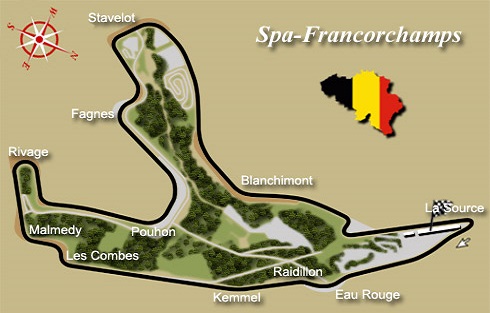 Stavelot
Spa-Francorchamps
S
W
E
N
Fagnes
Rivage
Blanchimont
La Source
Malmedy
Pouhon
Les Combes
Raidillon
Kemmel
Eau Rouge